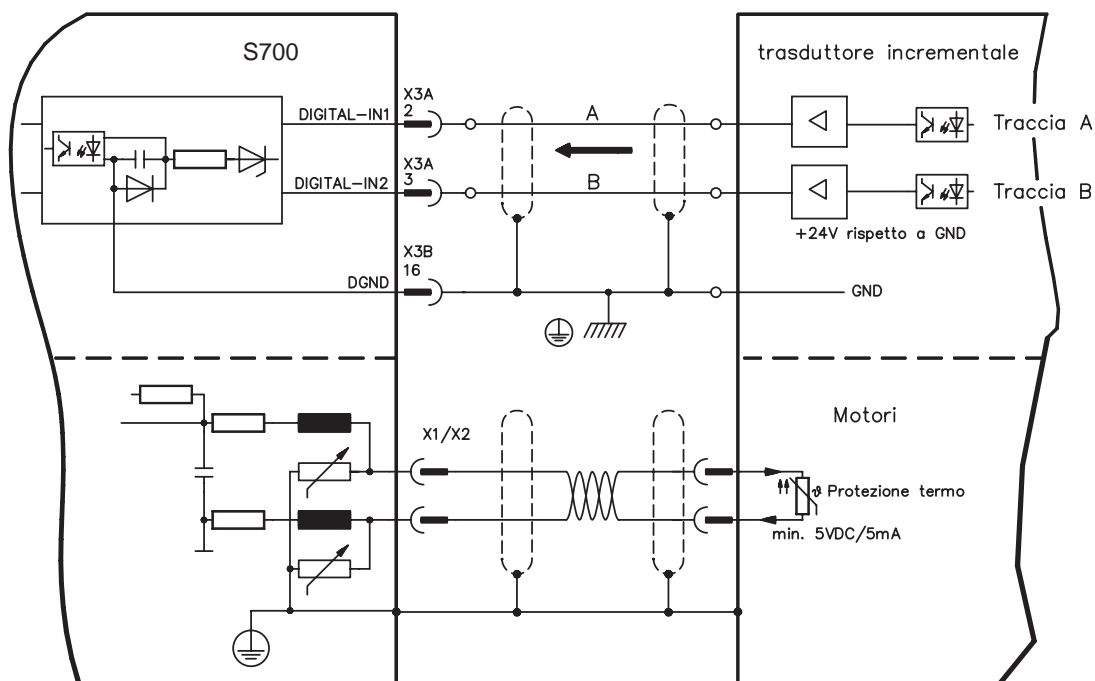 S700
trasduttore incrementale
X3A
2
DIGITAL-IN1
A
Traccia A
X3A
3
DIGITAL-IN2
B
Traccia B
+24V rispetto a GND
X3B
16
DGND
GND
Motori
X1/X2
ϑ Protezione termo
min. 5VDC/5mA